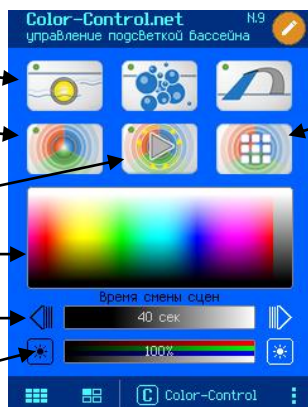 Color-Control.net N.9
управление подсветкой бассейна
Время смены сцен
40 сек
100%
C Color-Control